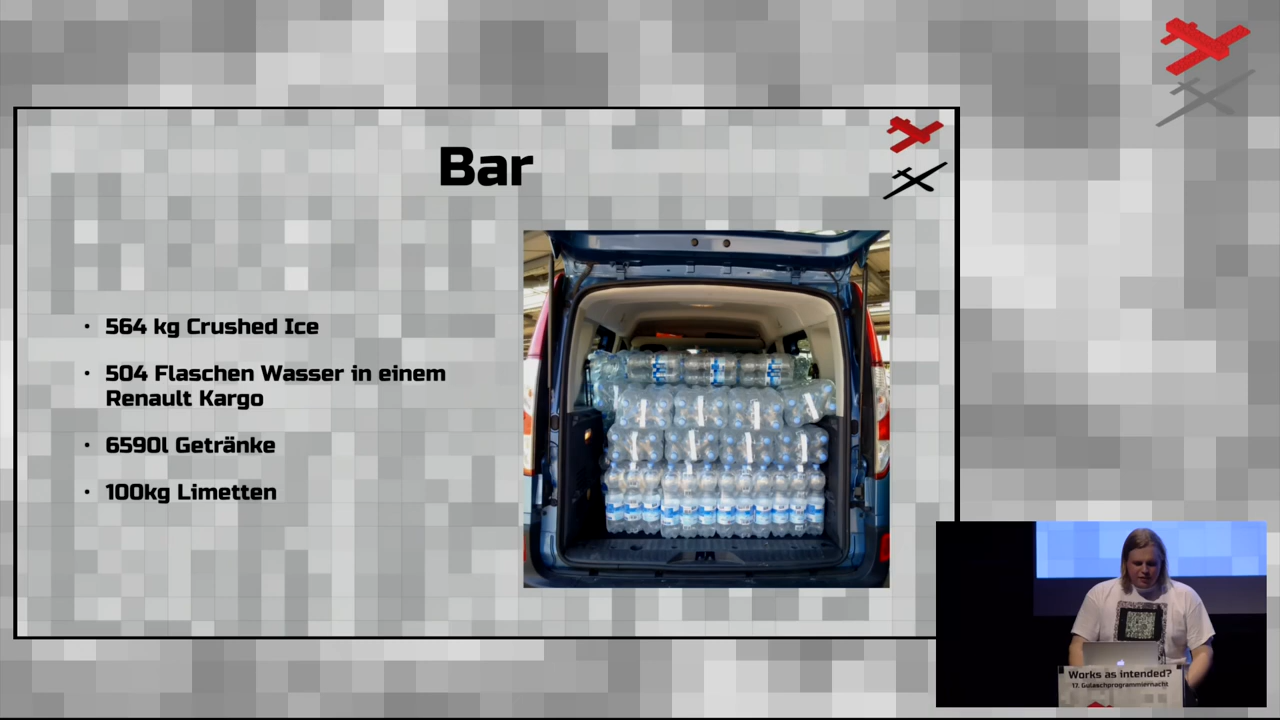 Bar
• 564 kg Crushed Ice
• 504 Flaschen Wasser in einem
Renault Kargo
• 6590l Getränke
• 100kg Limetten
Works as intended?
17. Gulaschprogrammiernacht